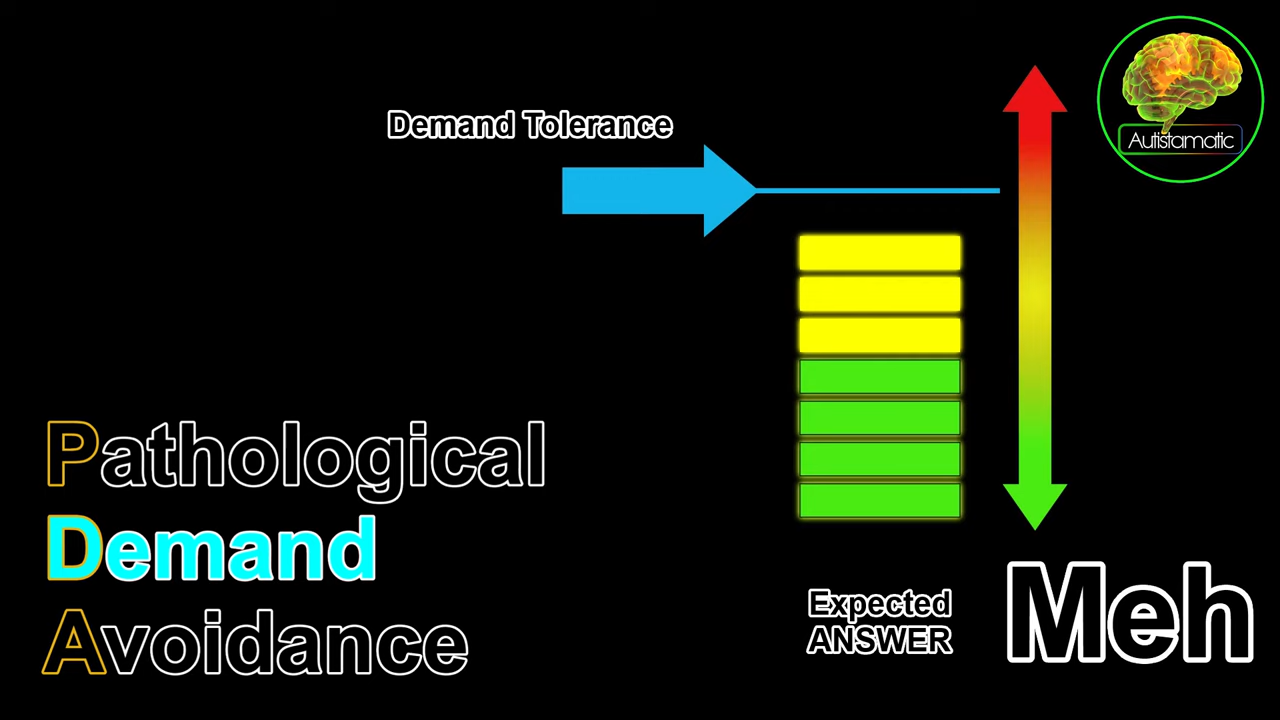 Autistamatic
Demand Tolerance
Pathological
Demand
Avoidance
Expected
ANSWER
Meh